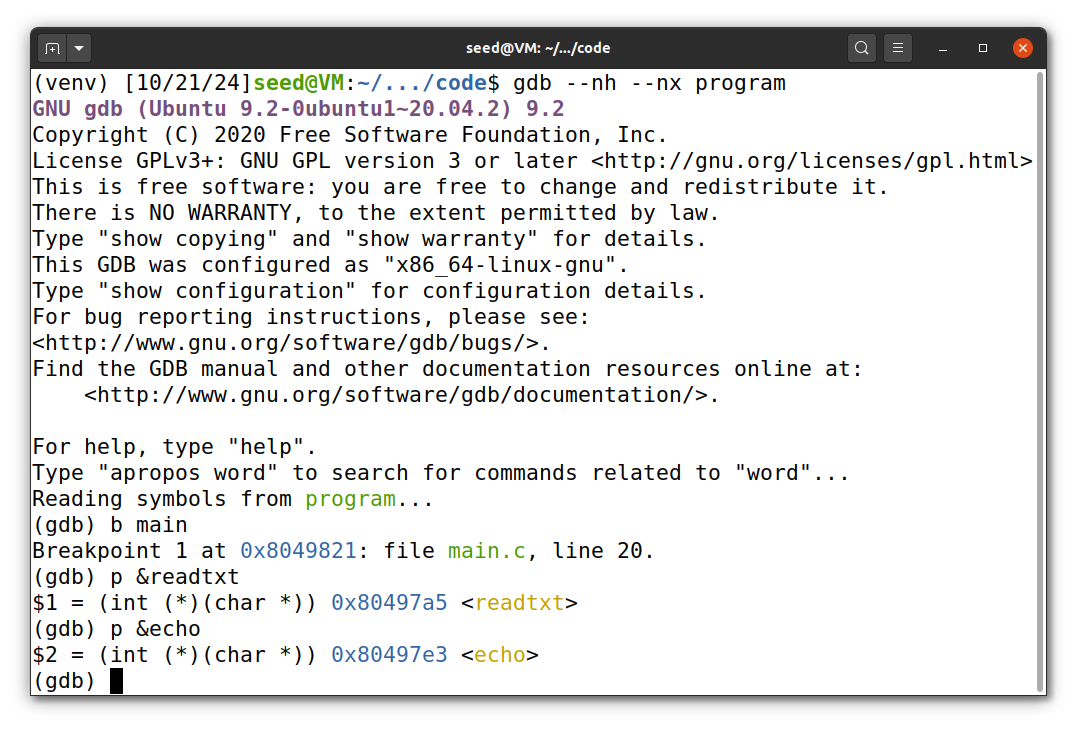 seed@VM: ~/.../code
(venv) [10/21/24]seed@VM:~/.../code$ gdb --nh --nx program
GNU gdb (Ubuntu 9.2-0ubuntu1~20.04.2) 9.2
Copyright (C) 2020 Free Software Foundation, Inc.
License GPLv3+: GNU GPL version 3 or later <http://gnu.org/licenses/gpl.html>
This is free software: you are free to change and redistribute it.
There is NO WARRANTY, to the extent permitted by law.
Type "show copying" and "show warranty" for details.
This GDB was configured as "x86_64-linux-gnu".
Type "show configuration" for configuration details.
For bug reporting instructions, please see:
<http://www.gnu.org/software/gdb/bugs/>.
Find the GDB manual and other documentation resources online at:
    <http://www.gnu.org/software/gdb/documentation/>.

For help, type "help".
Type "apropos word" to search for commands related to "word"...
Reading symbols from program...
(gdb) b main
Breakpoint 1 at 0x8049821: file main.c, line 20.
(gdb) p &readtxt
$1 = (int (*)(char *)) 0x80497a5 <readtxt>
(gdb) p &echo
$2 = (int (*)(char *)) 0x80497e3 <echo>
(gdb)